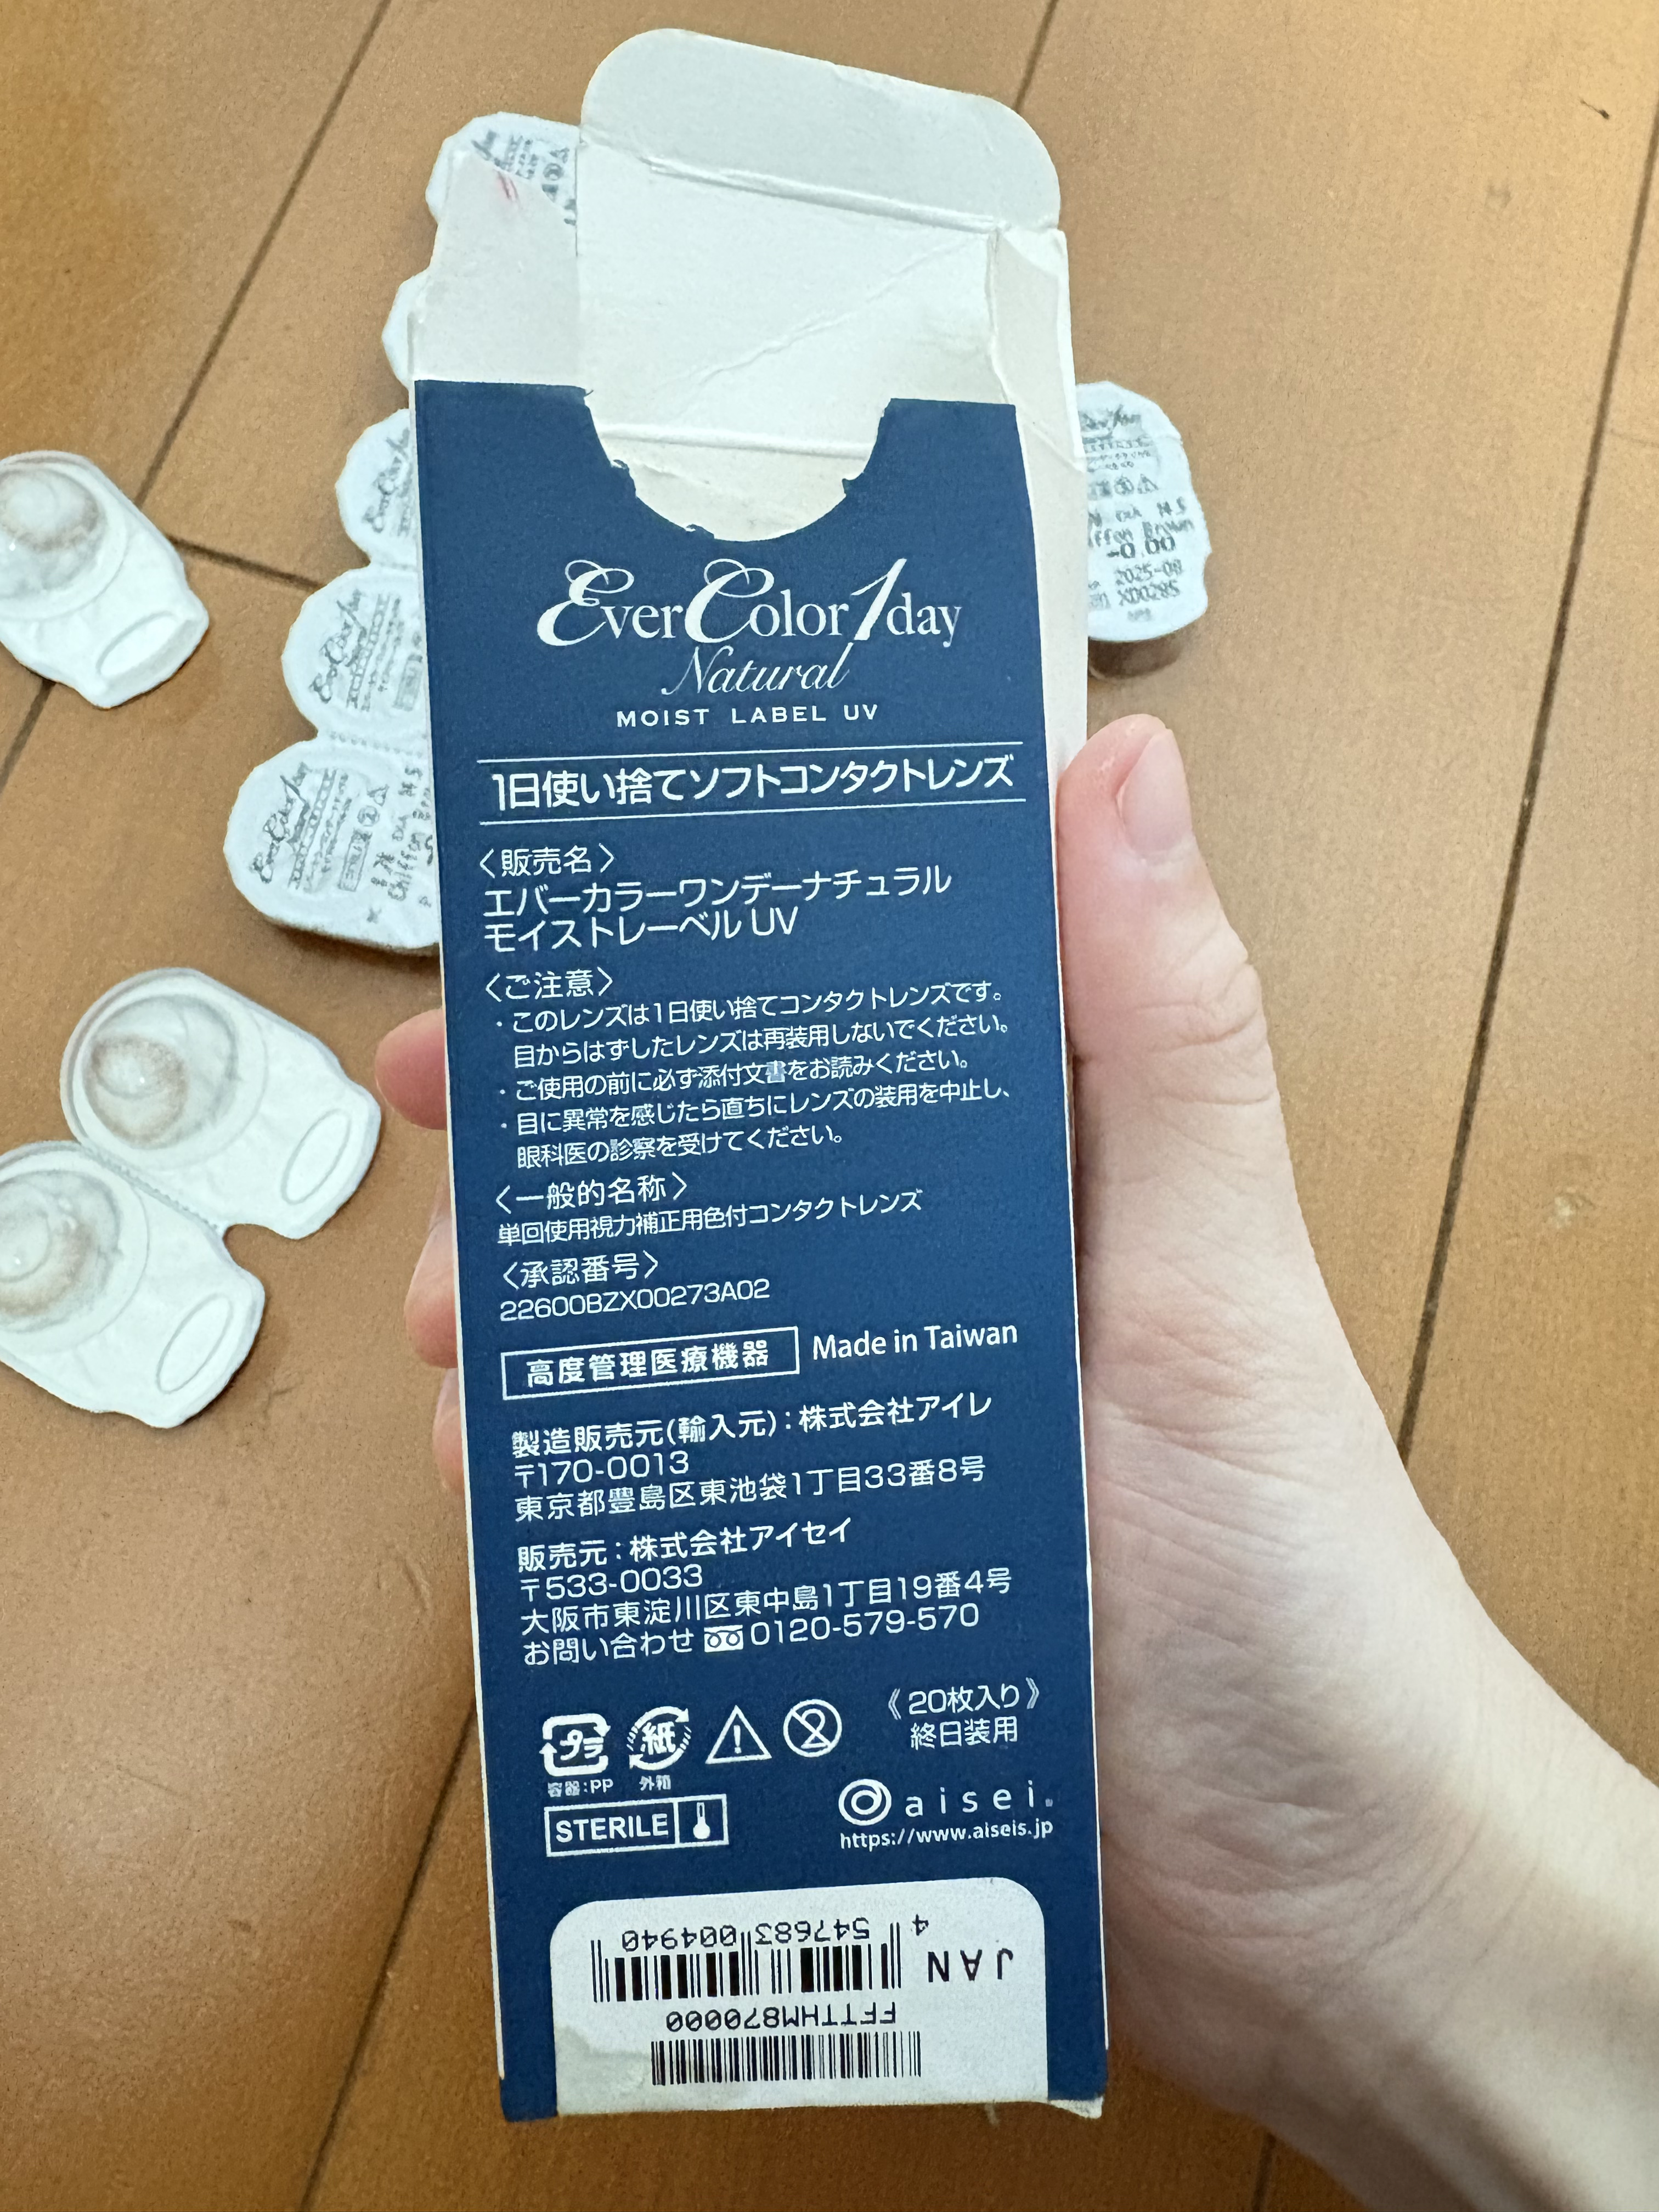 EverColor1day
Natural
MOIST LABEL UV
1日使い捨てソフトコンタクトレンズ
〈販売名〉
エバーカラーワンデーナチュラル
モイストレーベル UV
〈ご注意〉
・このレンズは1日使い捨てコンタクトレンズです。
目からはずしたレンズは再装用しないでください。
・ご使用の前に必ず添付文書をお読みください。
・目に異常を感じたら直ちにレンズの装用を中止し、
眼科医の診察を受けてください。
〈一般的名称〉
単回使用視力補正用色付コンタクトレンズ
〈承認番号〉
22600BZX00273A02
高度管理医療機器 Made in Taiwan
製造販売元(輸入元):株式会社アイレ
〒170-0013
東京都豊島区東池袋1丁目33番8号
販売元:株式会社アイセイ
〒533-0033
大阪市東淀川区東中島1丁目19番4号
お問い合わせ 0120-579-570
プラ 紙 2 《20枚入り》
容器:PP 外箱 終日装用
STERILE aisei.
https://www.aiseis.jp
JAN
4 547683 004940
FFTTHM870000
EverColor1day
14.5
Brown
-0.00
2025-08
X00285